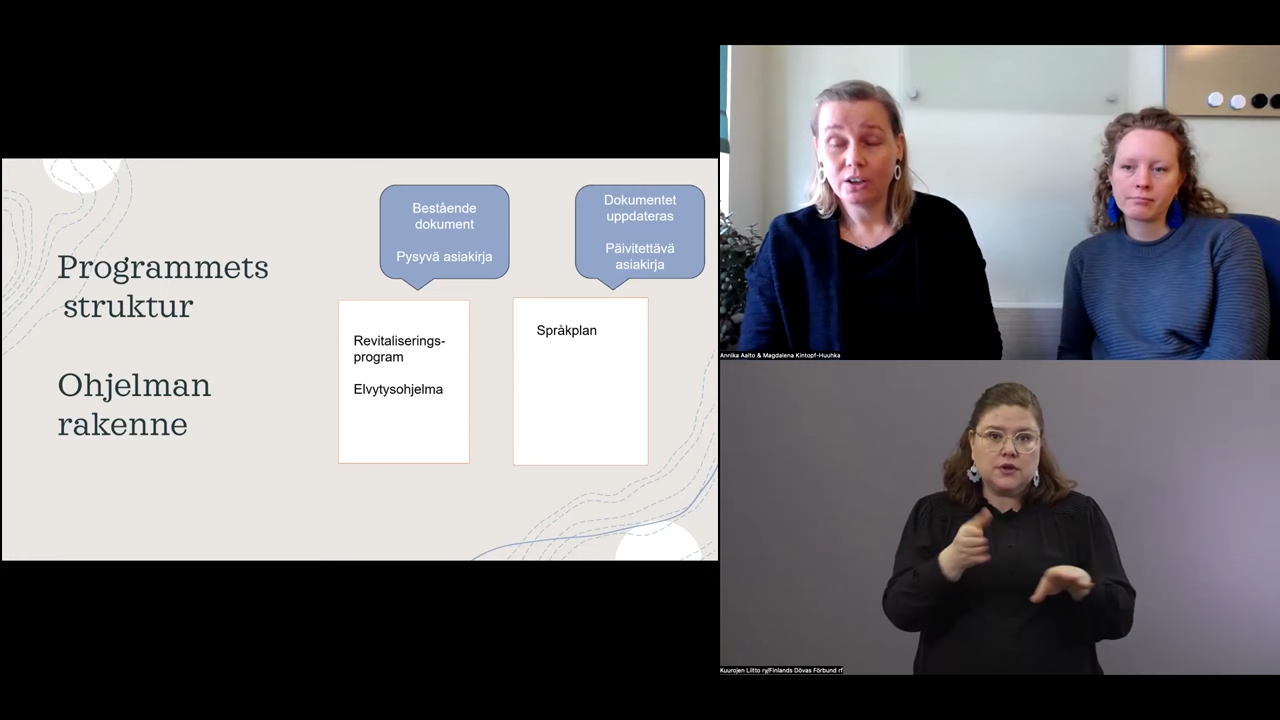 Programmets
struktur
Ohjelman
rakenne
Bestående
dokument
Pysyvä asiakirja
Dokumentet
uppdateras
Päivitettävä
asiakirja
Revitaliserings-
program
Elvytysohjelma
Språkplan
Annika Aalto & Magdalena Kintopf-Huuhka
Kuurojen Liitto ry/Finlands Dövas Förbund rf